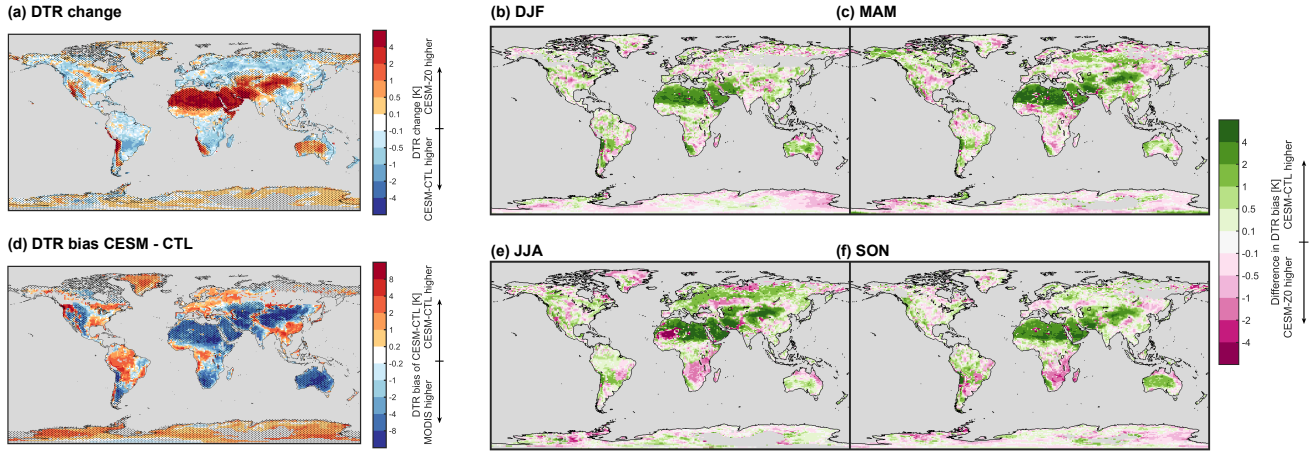 (a) DTR change
4
2
1
0.5
0.1
-0.1
-0.5
-1
-2
-4
DTR change [K]
CESM-CTL higher
CESM-Z0 higher
(b) DJF
(c) MAM
(d) DTR bias CESM - CTL
8
4
2
1
0.2
-0.2
-1
-2
-4
-8
DTR bias of CESM-CTL [K]
MODIS higher
CESM-CTL higher
(e) JJA
(f) SON
4
2
1
0.5
0.1
-0.1
-0.5
-1
-2
-4
Difference in DTR bias [K]
CESM-Z0 higher
CESM-CTL higher